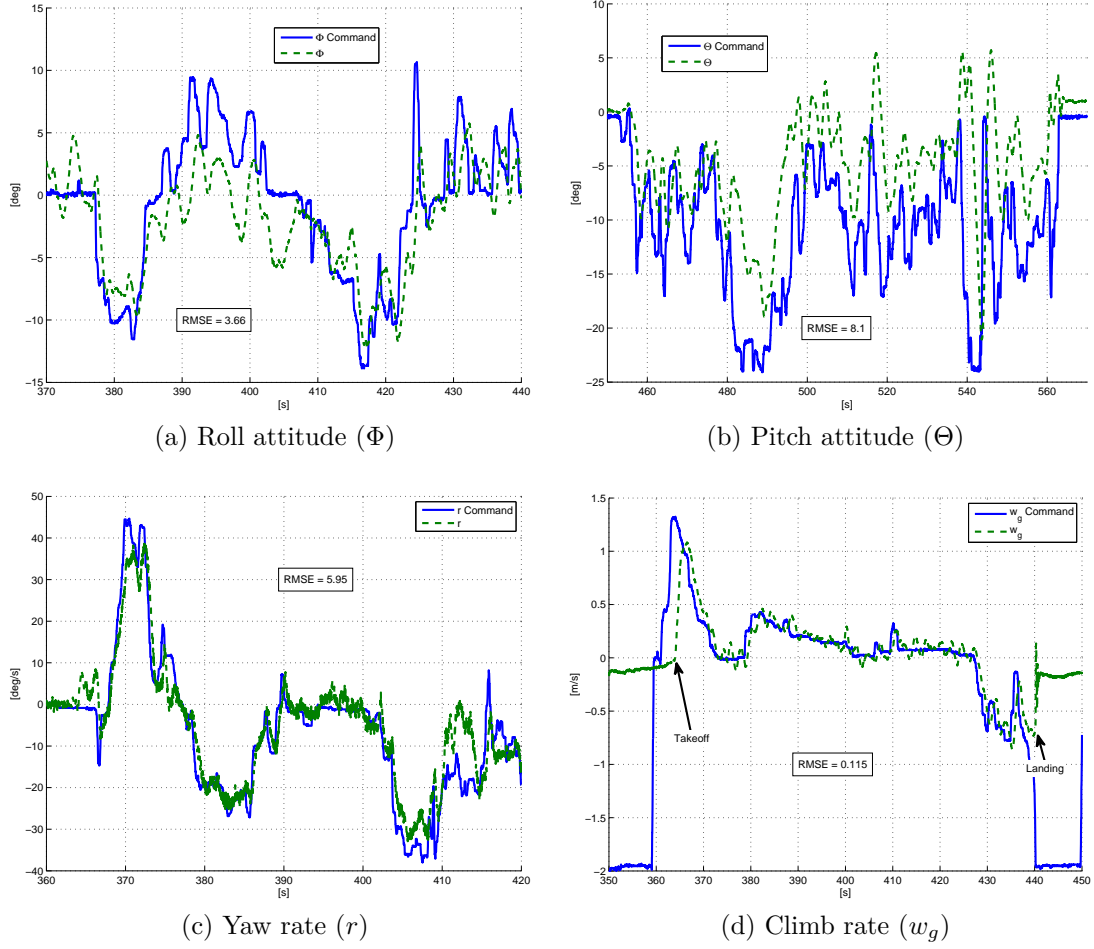 15
10
5
0
−5
−10
−15
[deg]
Φ Command
Φ
RMSE = 3.66
370 380 390 400 410 420 430 440
[s]
(a) Roll attitude (Φ)
10
5
0
−5
−10
−15
−20
−25
[deg]
Θ Command
Θ
RMSE = 8.1
460 480 500 520 540 560
[s]
(b) Pitch attitude (Θ)
50
40
30
20
10
0
−10
−20
−30
−40
[deg/s]
r Command
r
RMSE = 5.95
360 370 380 390 400 410 420
[s]
(c) Yaw rate (r)
1.5
1
0.5
0
−0.5
−1
−1.5
−2
[m/s]
w_g Command
w_g
Takeoff
RMSE = 0.115
Landing
350 360 370 380 390 400 410 420 430 440 450
[s]
(d) Climb rate (w_g)